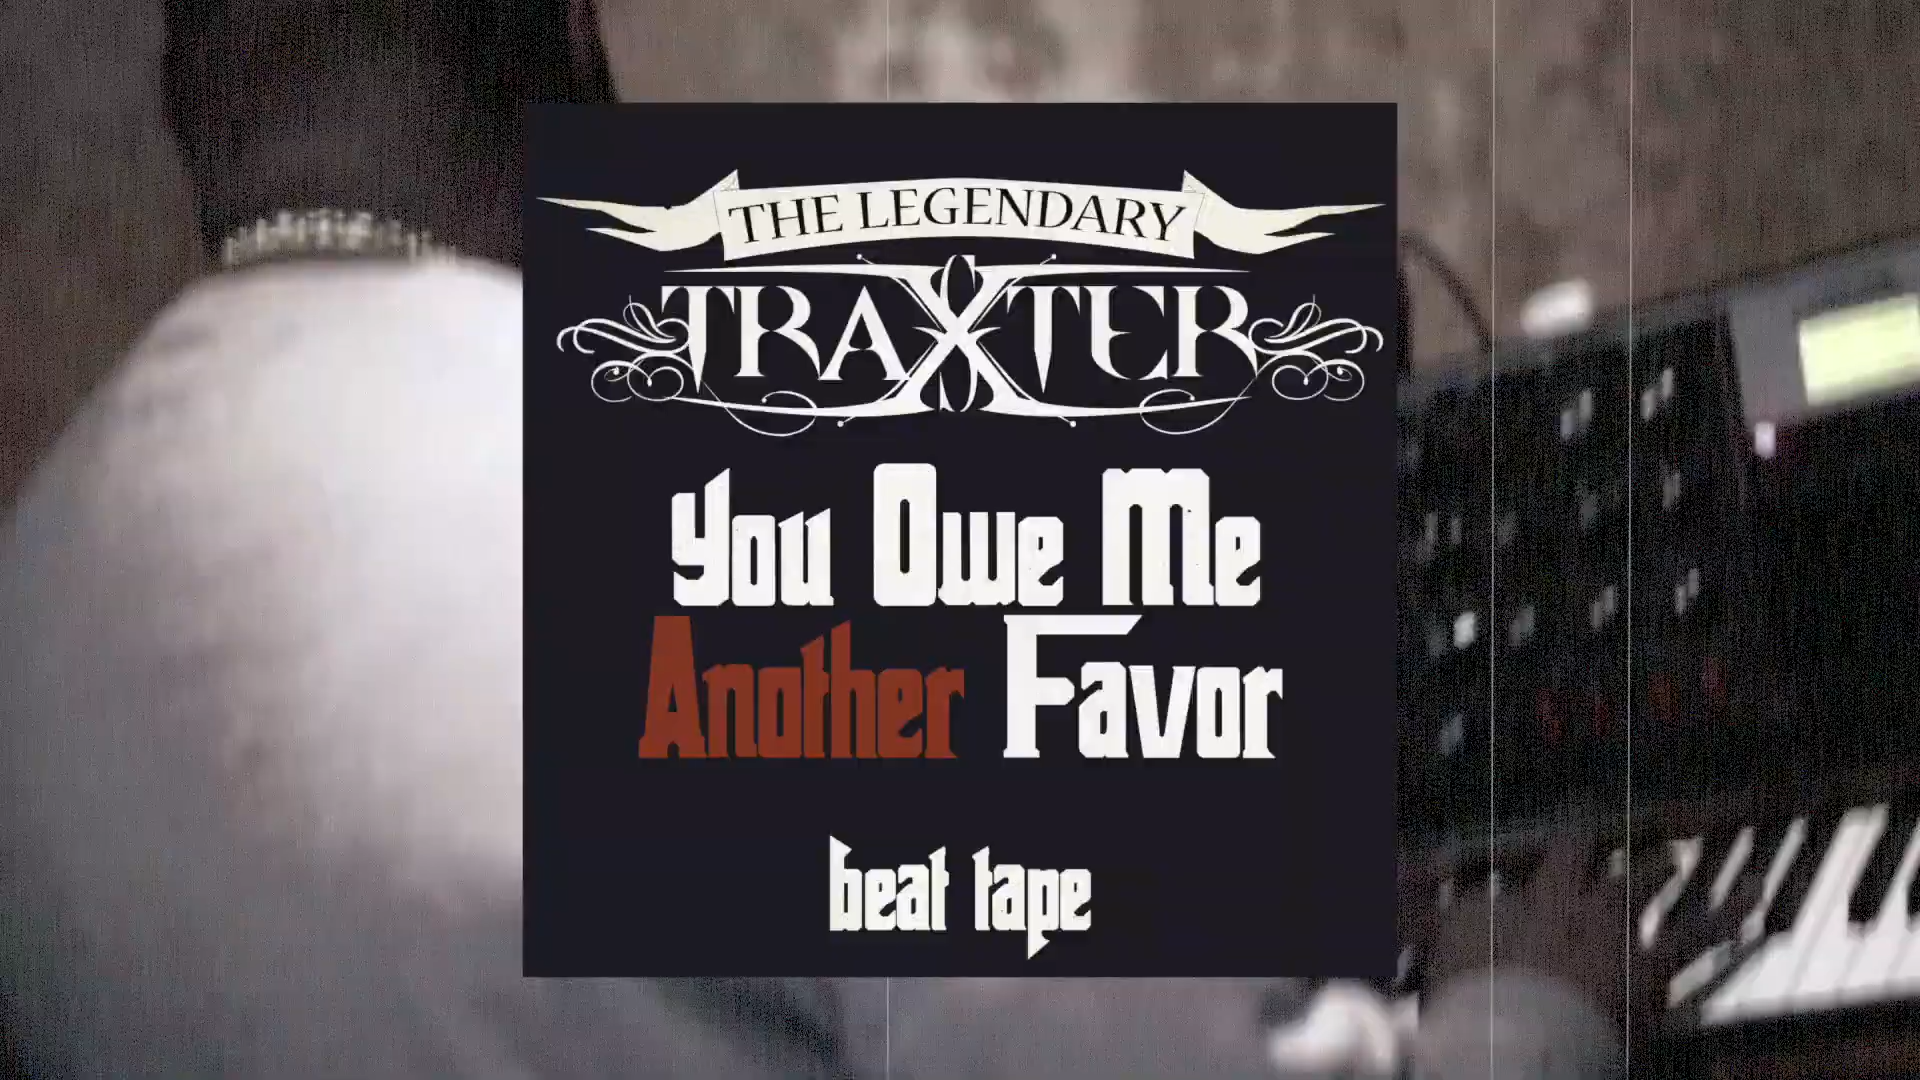 THE LEGENDARY
TRAXTER
You Owe Me
Another Favor
beat tape